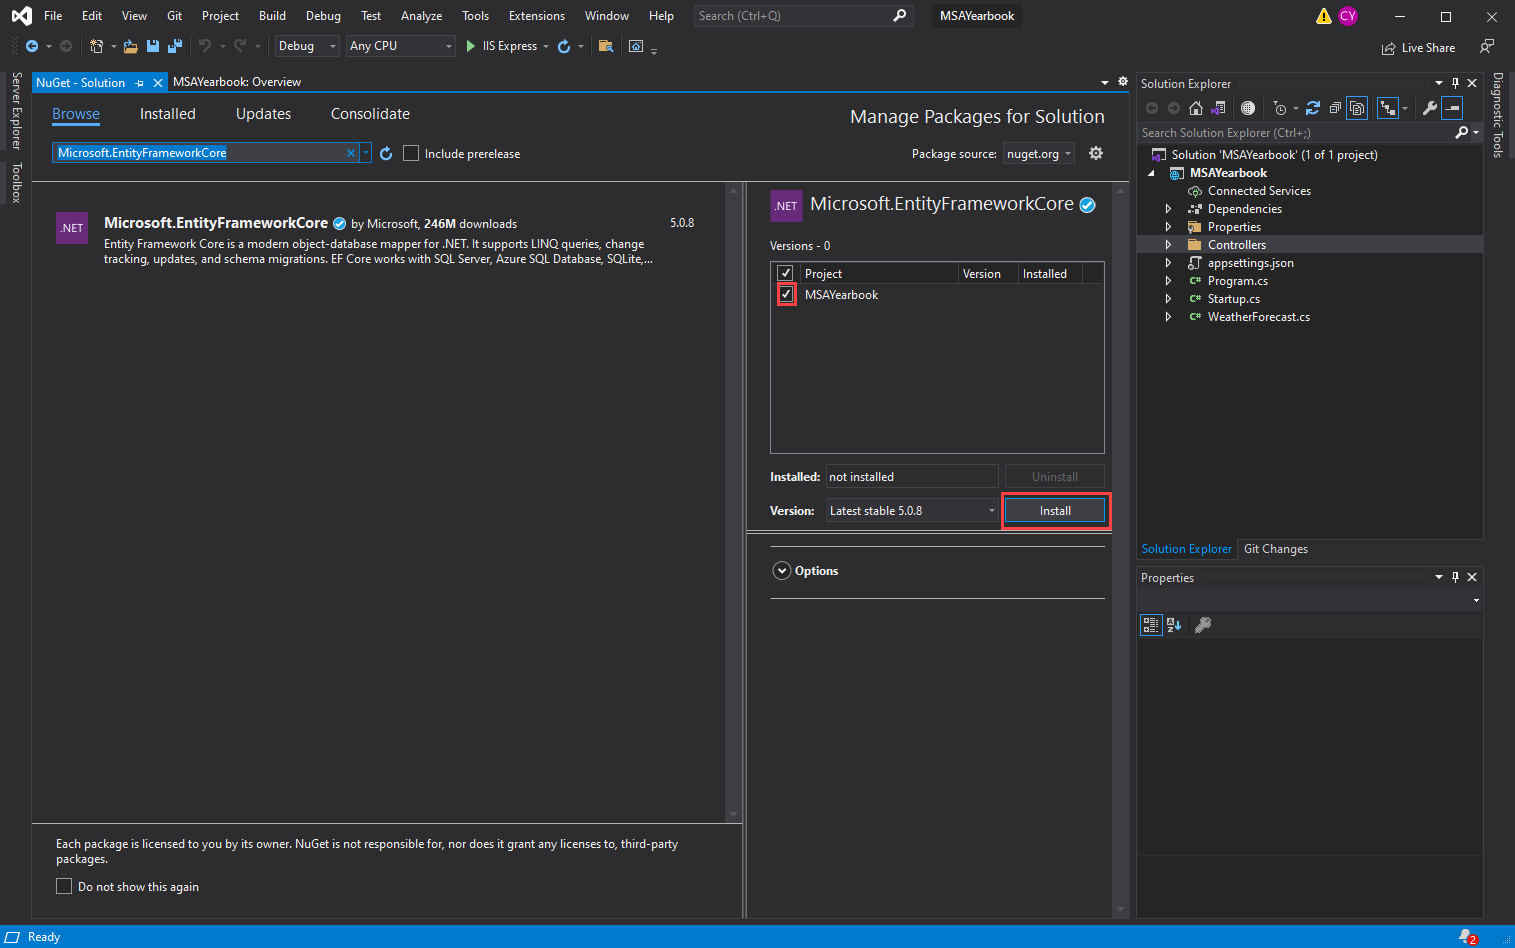 File Edit View Git Project Build Debug Test Analyze Tools Extensions Window Help Search (Ctrl+Q) MSAYearbook CY
Debug Any CPU IIS Express Live Share
Server Explorer
Toolbox
NuGet - Solution MSAYearbook: Overview
Browse Installed Updates Consolidate
Manage Packages for Solution
Microsoft.EntityFrameworkCore Include prerelease
Package source: nuget.org
.NET Microsoft.EntityFrameworkCore by Microsoft, 246M downloads 5.0.8
Entity Framework Core is a modern object-database mapper for .NET. It supports LINQ queries, change
tracking, updates, and schema migrations. EF Core works with SQL Server, Azure SQL Database, SQLite,...
Each package is licensed to you by its owner. NuGet is not responsible for, nor does it grant any licenses to, third-party
packages.
Do not show this again
.NET Microsoft.EntityFrameworkCore
Versions - 0
Project Version Installed
MSAYearbook
Installed: not installed Uninstall
Version: Latest stable 5.0.8 Install
Options
Solution Explorer
Search Solution Explorer (Ctrl+;)
Solution 'MSAYearbook' (1 of 1 project)
MSAYearbook
Connected Services
Dependencies
Properties
Controllers
appsettings.json
C# Program.cs
C# Startup.cs
C# WeatherForecast.cs
Solution Explorer Git Changes
Properties
Diagnostic Tools
Ready 2